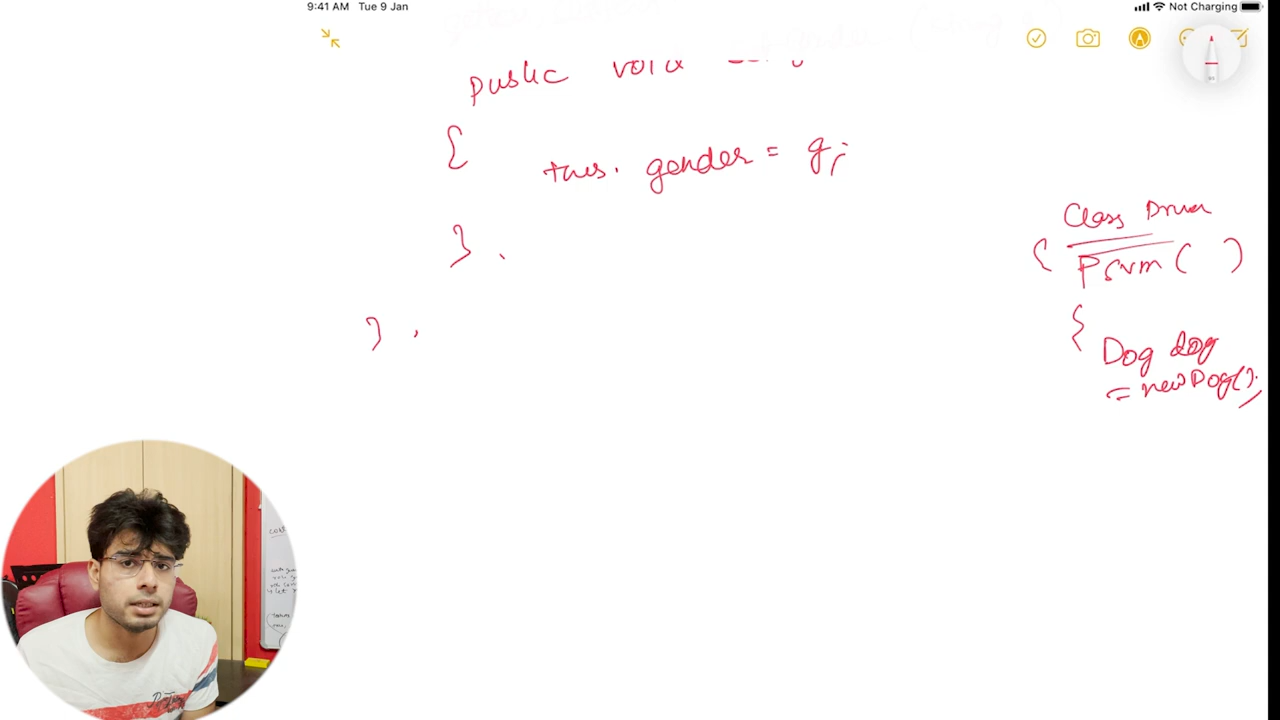 9:41 AM Tue 9 Jan
Not Charging
public void
{
this. gender = g;
} .
} .
Class Driver
{ Psvm ( )
{
Dog dog
= new Dog();